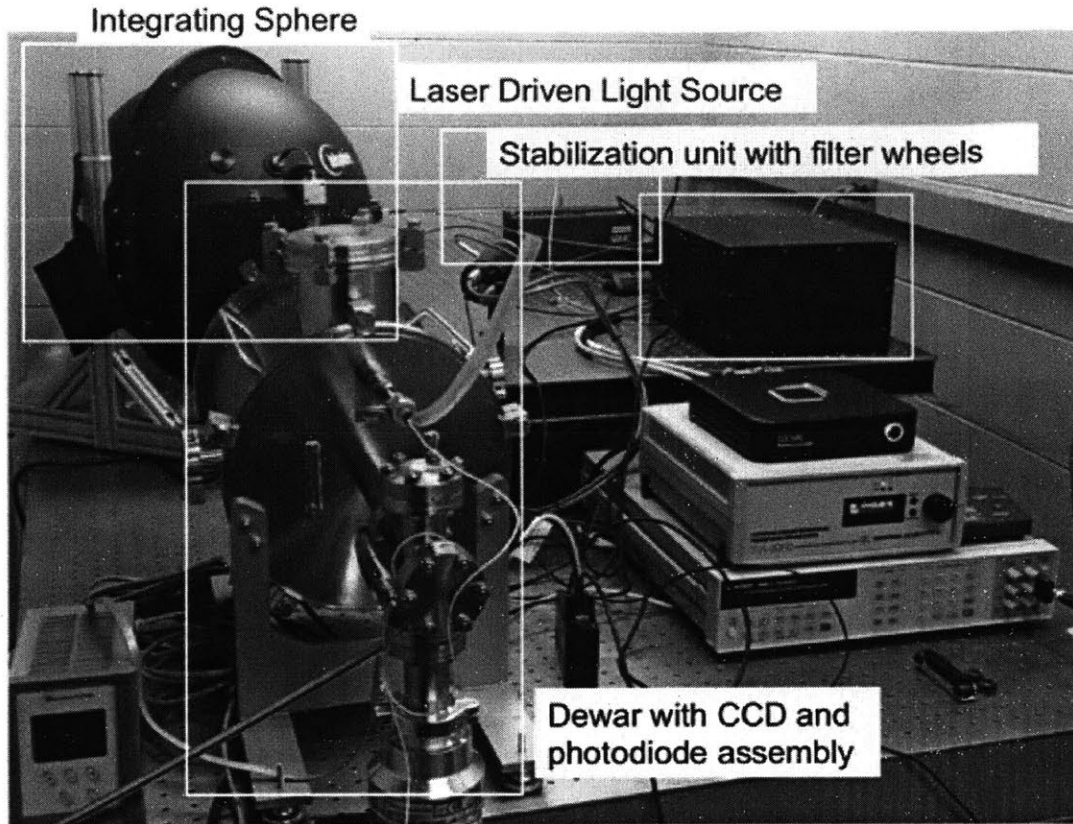 Integrating Sphere
Laser Driven Light Source
Stabilization unit with filter wheels
Dewar with CCD and
photodiode assembly